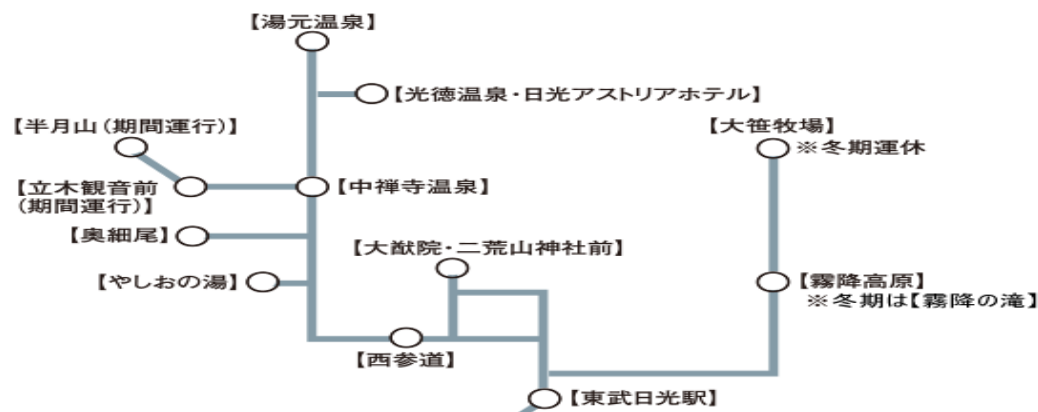 【湯元温泉】
【光徳温泉・日光アストリアホテル】
【半月山(期間運行)】
【大笹牧場】
※冬期運休
【立木観音前
(期間運行)】
【中禅寺温泉】
【奥細尾】
【大猷院・二荒山神社前】
【やしおの湯】
【霧降高原】
※冬期は【霧降の滝】
【西参道】
【東武日光駅】